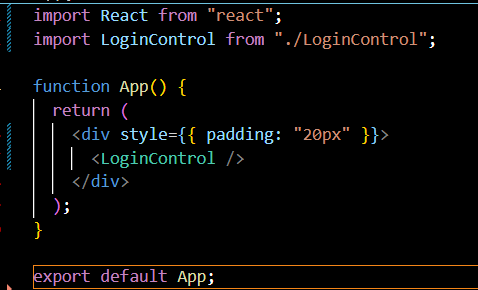 import React from "react";
import LoginControl from "./LoginControl";
function App() {
return (
<div style={{ padding: "20px" }}>
<LoginControl />
</div>
);
}
export default App;